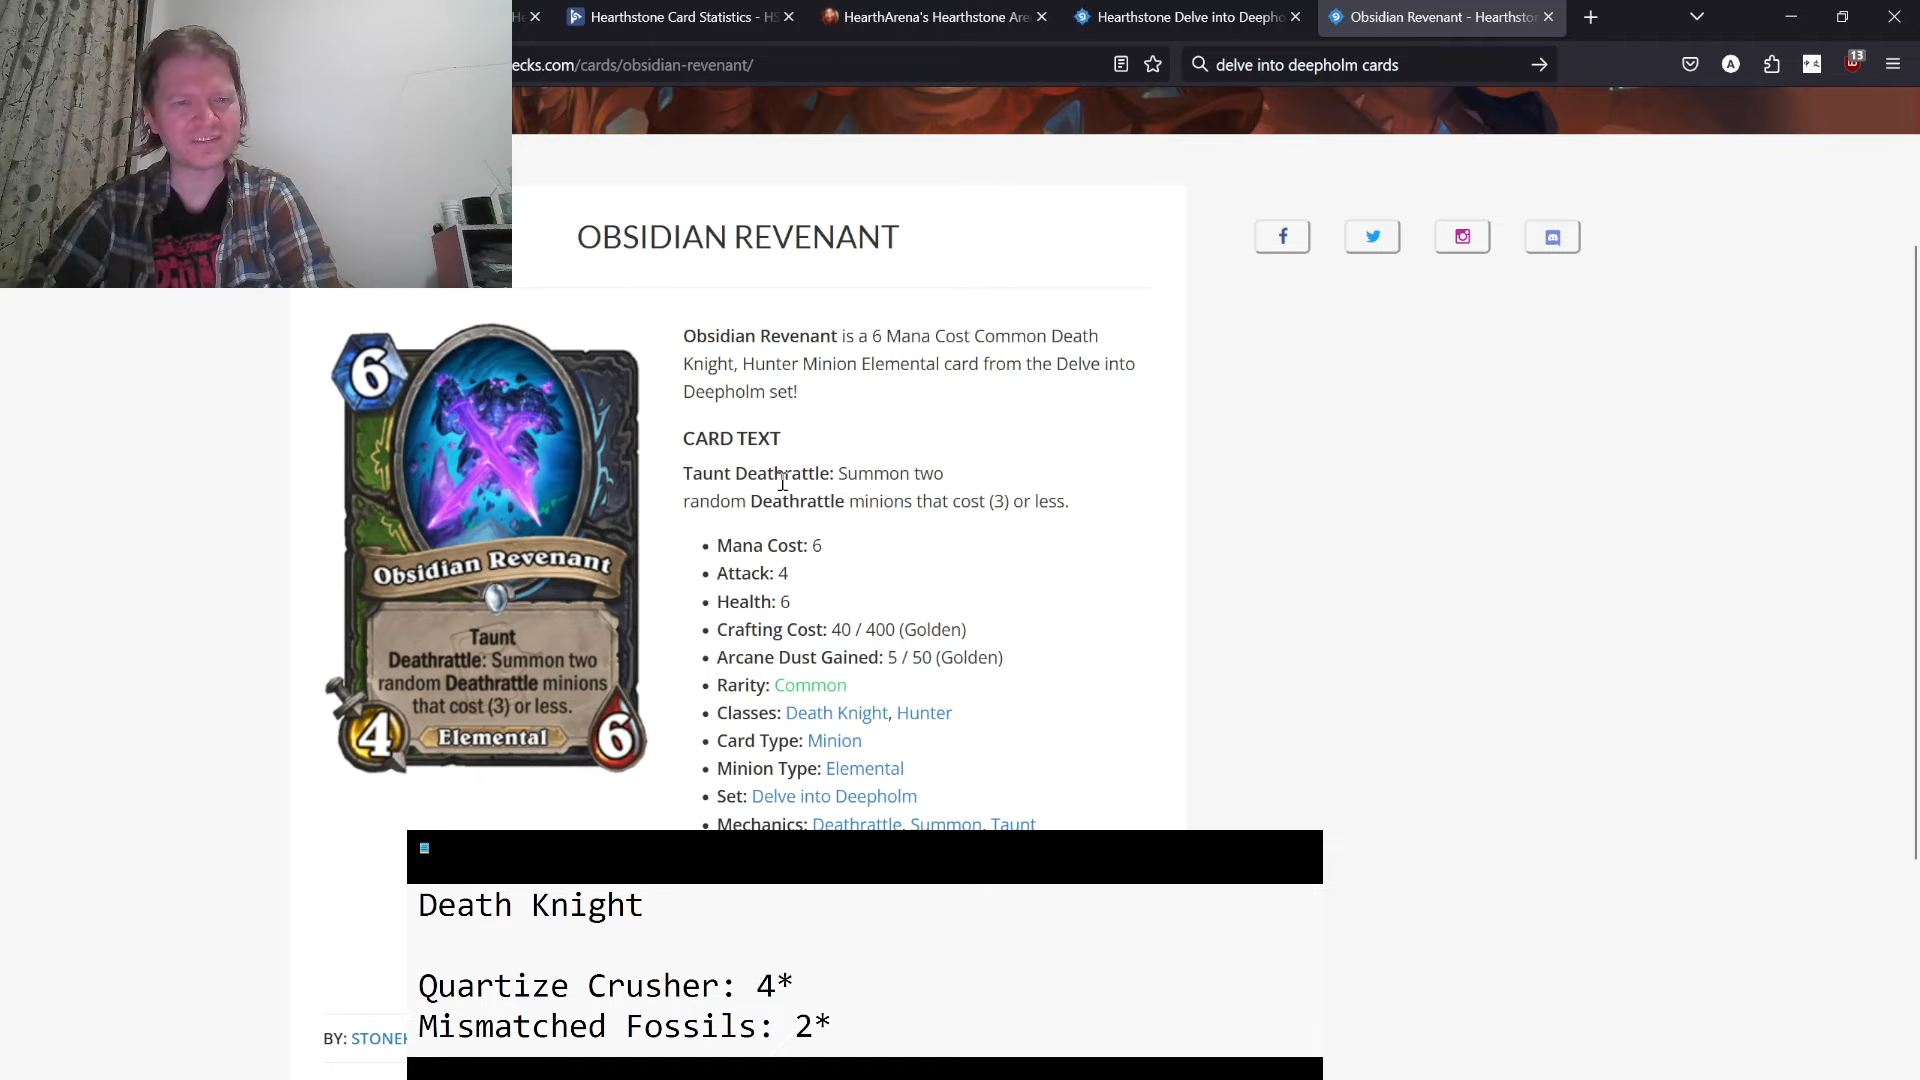 Hearthstone Card Statistics - HS
HearthArena's Hearthstone Are
Hearthstone Delve into Deepho
Obsidian Revenant - Hearthstor
ecks.com/cards/obsidian-revenant/
delve into deepholm cards
13
OBSIDIAN REVENANT
6
Obsidian Revenant
Taunt
Deathrattle: Summon two
random Deathrattle minions
that cost (3) or less.
4
Elemental
6
Obsidian Revenant is a 6 Mana Cost Common Death
Knight, Hunter Minion Elemental card from the Delve into
Deepholm set!
CARD TEXT
Taunt Deathrattle: Summon two
random Deathrattle minions that cost (3) or less.
• Mana Cost: 6
• Attack: 4
• Health: 6
• Crafting Cost: 40 / 400 (Golden)
• Arcane Dust Gained: 5 / 50 (Golden)
• Rarity: Common
• Classes: Death Knight, Hunter
• Card Type: Minion
• Minion Type: Elemental
• Set: Delve into Deepholm
• Mechanics: Deathrattle, Summon, Taunt
Death Knight
Quartize Crusher: 4*
Mismatched Fossils: 2*
BY: STONEK